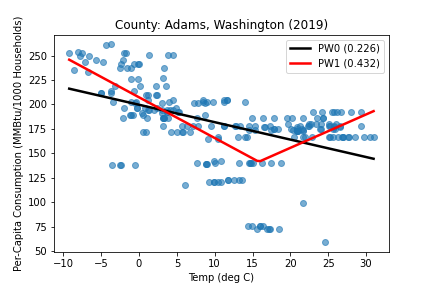 County: Adams, Washington (2019)
PW0 (0.226)
PW1 (0.432)
Per-Capita Consumption (MMBtu/1000 Households)
250
225
200
175
150
125
100
75
50
−10 −5 0 5 10 15 20 25 30
Temp (deg C)